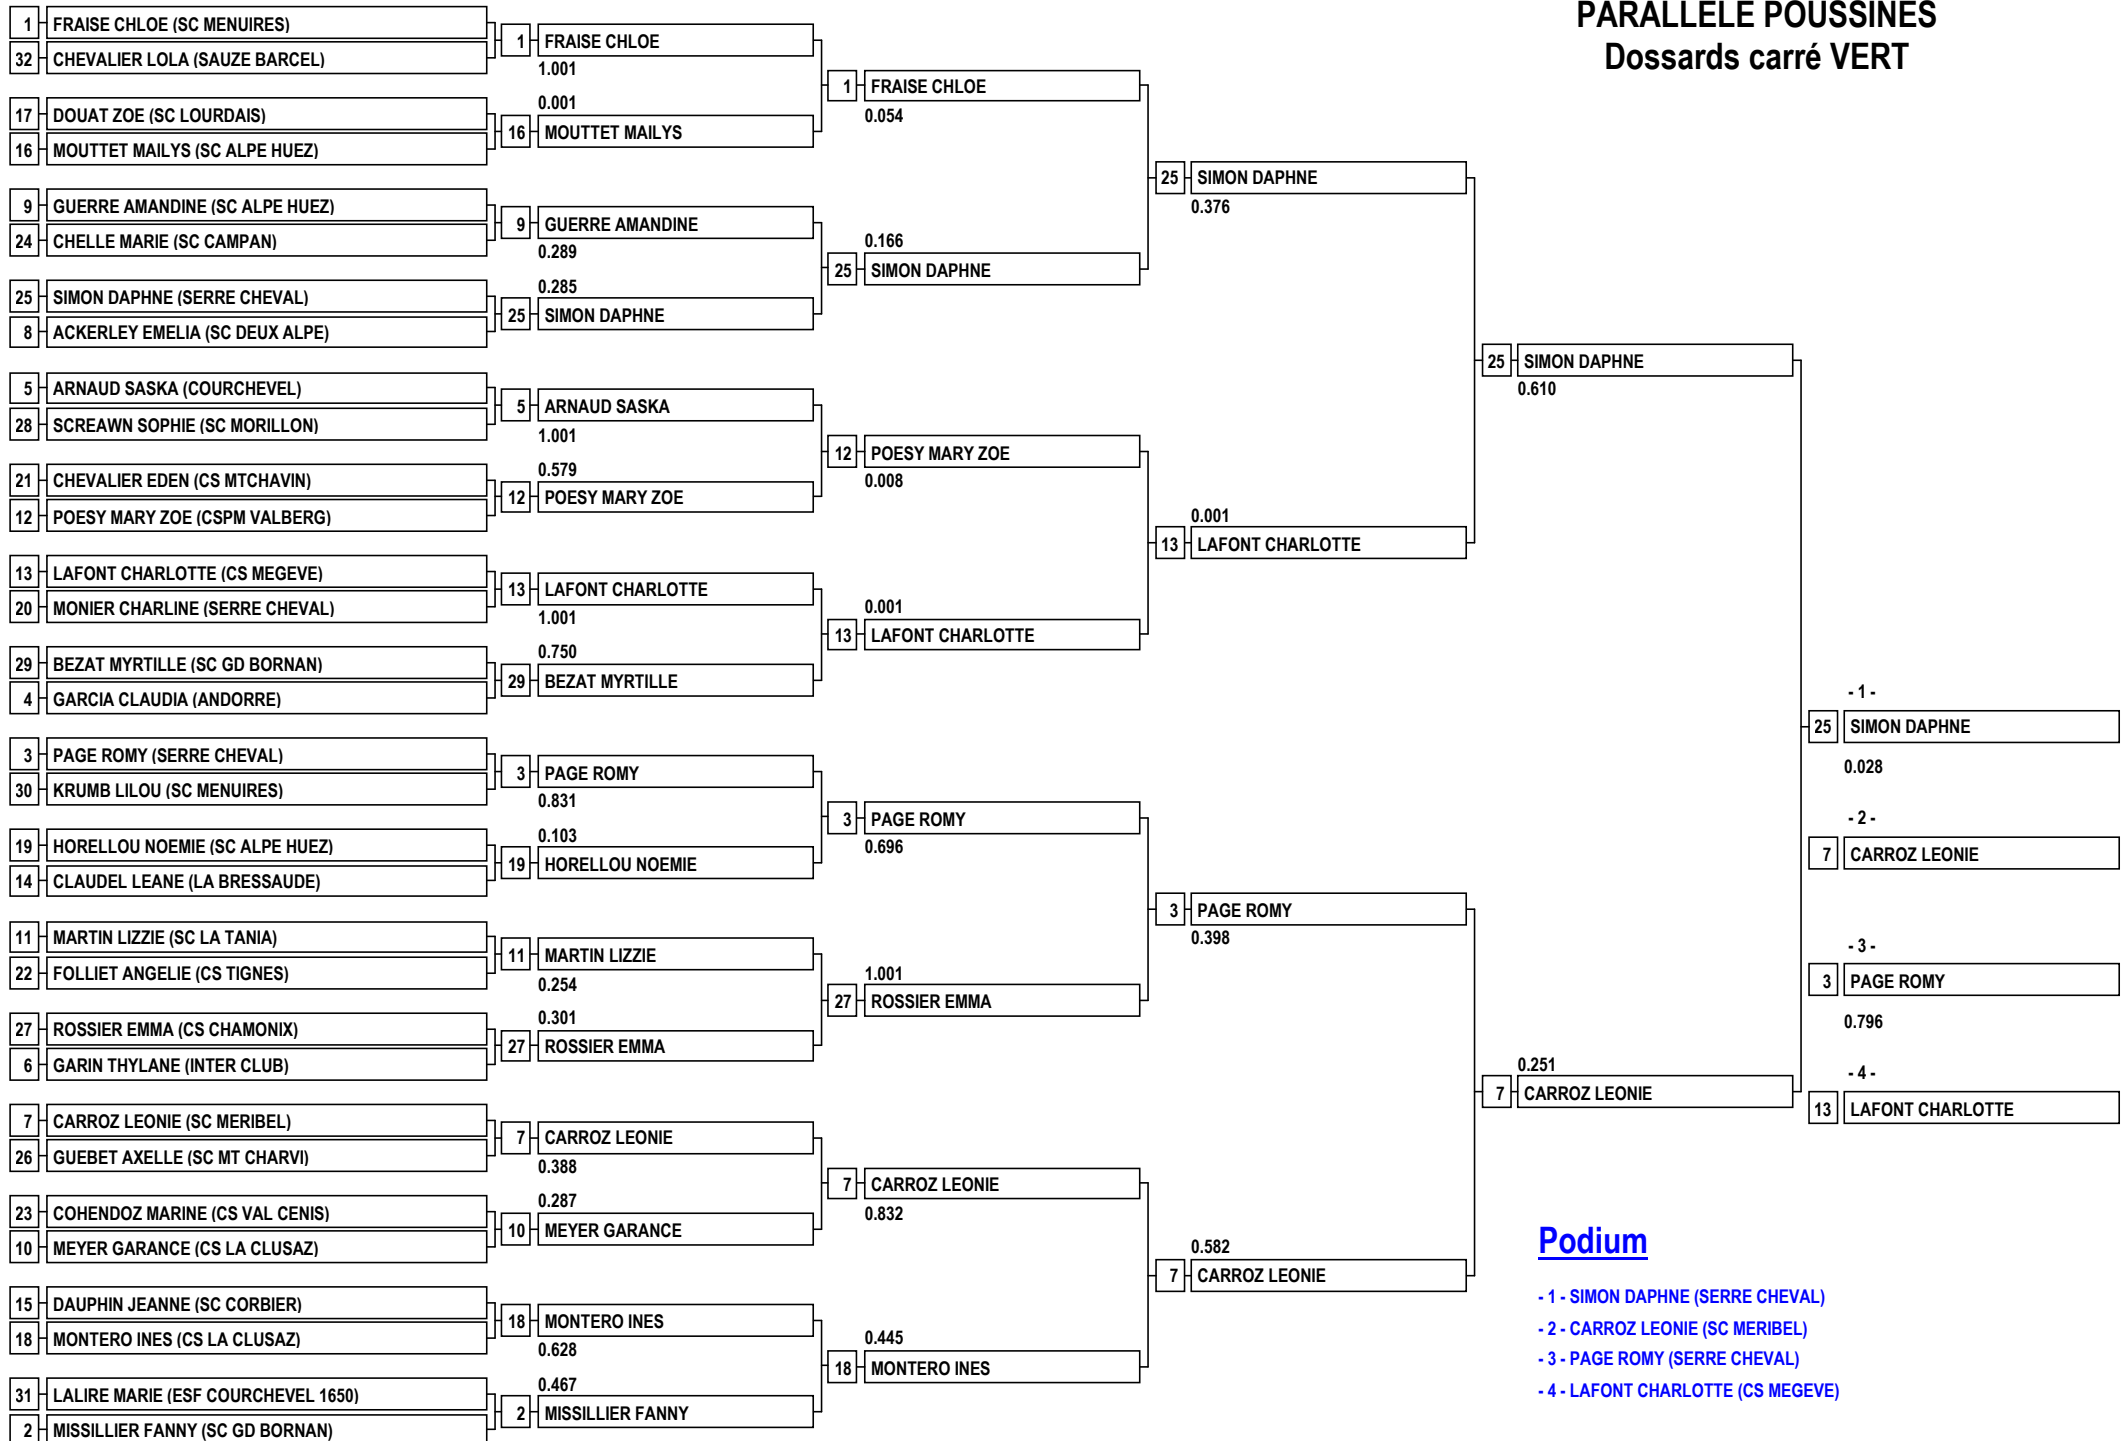 PARALLELE POUSSINES
Dossards carré VERT
1 FRAISE CHLOE (SC MENUIRES)
32 CHEVALIER LOLA (SAUZE BARCEL)
17 DOUAT ZOE (SC LOURDAIS)
16 MOUTTET MAILYS (SC ALPE HUEZ)
9 GUERRE AMANDINE (SC ALPE HUEZ)
24 CHELLE MARIE (SC CAMPAN)
25 SIMON DAPHNE (SERRE CHEVAL)
8 ACKERLEY EMELIA (SC DEUX ALPE)
5 ARNAUD SASKA (COURCHEVEL)
28 SCREAWN SOPHIE (SC MORILLON)
21 CHEVALIER EDEN (CS MTCHAVIN)
12 POESY MARY ZOE (CSPM VALBERG)
13 LAFONT CHARLOTTE (CS MEGEVE)
20 MONIER CHARLINE (SERRE CHEVAL)
29 BEZAT MYRTILLE (SC GD BORNAN)
4 GARCIA CLAUDIA (ANDORRE)
3 PAGE ROMY (SERRE CHEVAL)
30 KRUMB LILOU (SC MENUIRES)
19 HORELLOU NOEMIE (SC ALPE HUEZ)
14 CLAUDEL LEANE (LA BRESSAUDE)
11 MARTIN LIZZIE (SC LA TANIA)
22 FOLLIET ANGELIE (CS TIGNES)
27 ROSSIER EMMA (CS CHAMONIX)
6 GARIN THYLANE (INTER CLUB)
7 CARROZ LEONIE (SC MERIBEL)
26 GUEBET AXELLE (SC MT CHARVI)
23 COHENDOZ MARINE (CS VAL CENIS)
10 MEYER GARANCE (CS LA CLUSAZ)
15 DAUPHIN JEANNE (SC CORBIER)
18 MONTERO INES (CS LA CLUSAZ)
31 LALIRE MARIE (ESF COURCHEVEL 1650)
2 MISSILLIER FANNY (SC GD BORNAN)
1 FRAISE CHLOE
1.001
0.001
16 MOUTTET MAILYS
9 GUERRE AMANDINE
0.289
0.285
25 SIMON DAPHNE
5 ARNAUD SASKA
1.001
0.579
12 POESY MARY ZOE
13 LAFONT CHARLOTTE
1.001
0.750
29 BEZAT MYRTILLE
3 PAGE ROMY
0.831
0.103
19 HORELLOU NOEMIE
11 MARTIN LIZZIE
0.254
0.301
27 ROSSIER EMMA
7 CARROZ LEONIE
0.388
0.287
10 MEYER GARANCE
18 MONTERO INES
0.628
0.467
2 MISSILLIER FANNY
1 FRAISE CHLOE
0.054
0.166
25 SIMON DAPHNE
12 POESY MARY ZOE
0.008
0.001
13 LAFONT CHARLOTTE
3 PAGE ROMY
0.696
1.001
27 ROSSIER EMMA
7 CARROZ LEONIE
0.832
0.445
18 MONTERO INES
25 SIMON DAPHNE
0.376
0.001
13 LAFONT CHARLOTTE
3 PAGE ROMY
0.398
0.582
7 CARROZ LEONIE
25 SIMON DAPHNE
0.610
0.251
7 CARROZ LEONIE
- 1 -
25 SIMON DAPHNE
0.028
- 2 -
7 CARROZ LEONIE
- 3 -
3 PAGE ROMY
0.796
- 4 -
13 LAFONT CHARLOTTE
Podium
- 1 - SIMON DAPHNE (SERRE CHEVAL)
- 2 - CARROZ LEONIE (SC MERIBEL)
- 3 - PAGE ROMY (SERRE CHEVAL)
- 4 - LAFONT CHARLOTTE (CS MEGEVE)